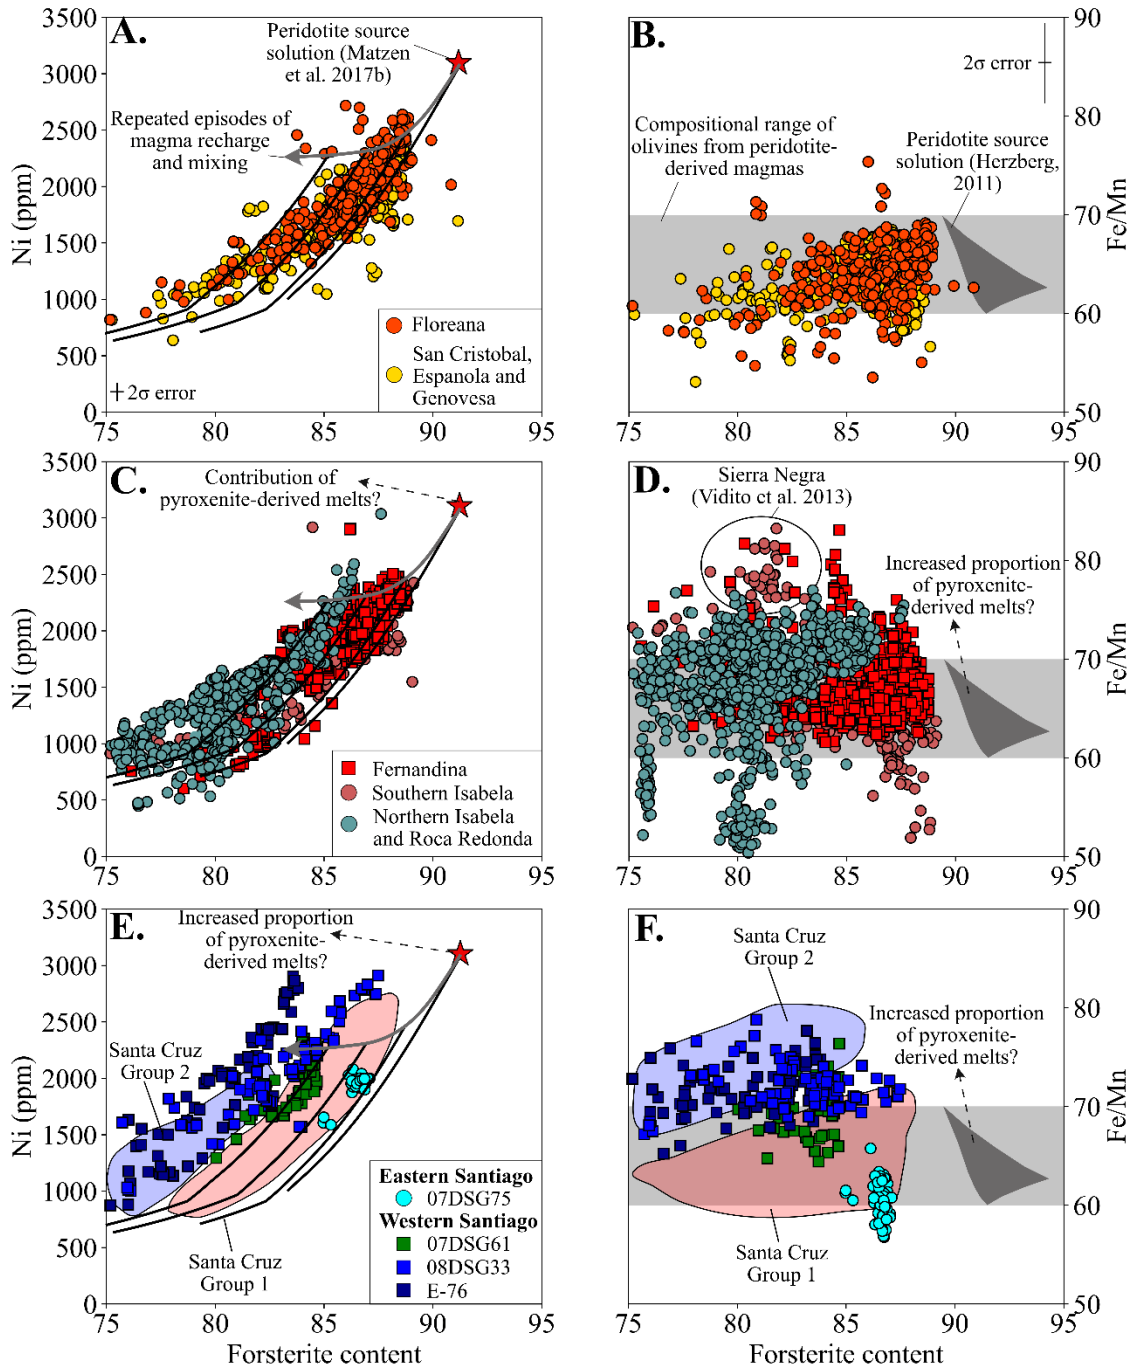 3500
3000
2500
2000
1500
1000
500
0
Ni (ppm)
A.
Peridotite source
solution (Matzen
et al. 2017b)
Repeated episodes of
magma recharge
and mixing
Floreana
San Cristobal,
Espanola and
Genovesa
2σ error
75 80 85 90 95
B.
2σ error
Compositional range of
olivines from peridotite-
derived magmas
Peridotite source
solution (Herzberg,
2011)
90
80
70
60
50
Fe/Mn
75 80 85 90 95
3500
3000
2500
2000
1500
1000
500
0
Ni (ppm)
C.
Contribution of
pyroxenite-derived melts?
Fernandina
Southern Isabela
Northern Isabela
and Roca Redonda
75 80 85 90 95
D.
Sierra Negra
(Vidito et al. 2013)
Increased proportion
of pyroxenite-
derived melts?
90
80
70
60
50
Fe/Mn
75 80 85 90 95
3500
3000
2500
2000
1500
1000
500
0
Ni (ppm)
E.
Increased proportion
of pyroxenite-
derived melts?
Santa Cruz
Group 2
Santa Cruz
Group 1
Eastern Santiago
07DSG75
Western Santiago
07DSG61
08DSG33
E-76
75 80 85 90 95
Forsterite content
F.
Santa Cruz
Group 2
Increased proportion
of pyroxenite-
derived melts?
Santa Cruz
Group 1
90
80
70
60
50
Fe/Mn
75 80 85 90 95
Forsterite content